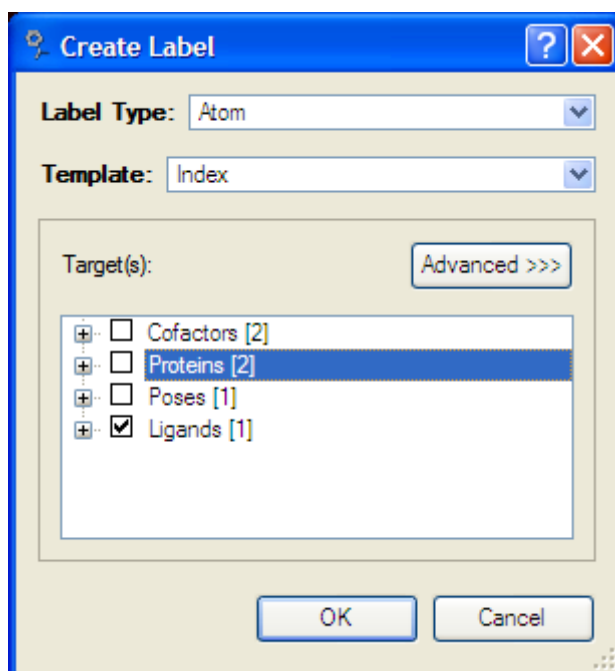 Create Label
Label Type: Atom
Template: Index
Target(s): Advanced >>>
Cofactors [2]
Proteins [2]
Poses [1]
Ligands [1]
OK Cancel